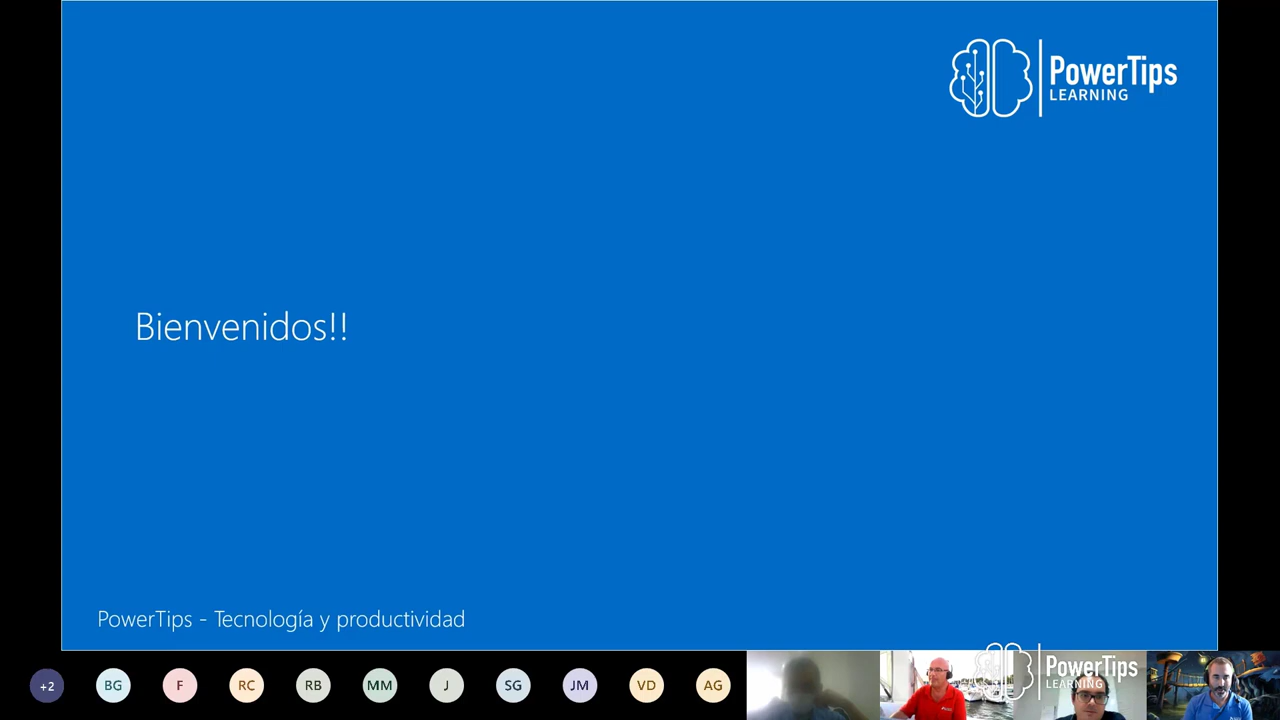 PowerTips
LEARNING
Bienvenidos!!
PowerTips - Tecnología y productividad
+2
BG
F
RC
RB
MM
J
SG
JM
VD
AG
PowerTips
LEARNING